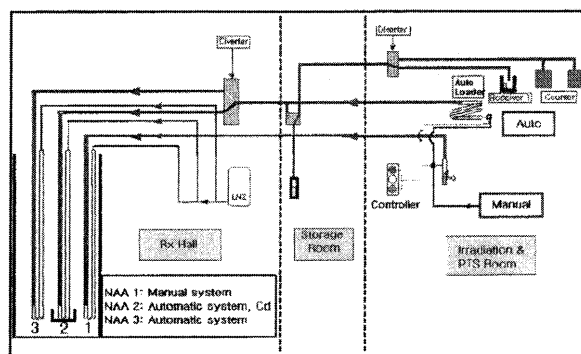 Diverter
Diverter
Auto
Loader
Receiver
Counter
Auto
LN2
Controller
Manual
Rx Hall
Storage
Room
Irradiation &
PTS Room
NAA 1: Manual system
NAA 2: Automatic system, Cd
NAA 3: Automatic system
3 2 1